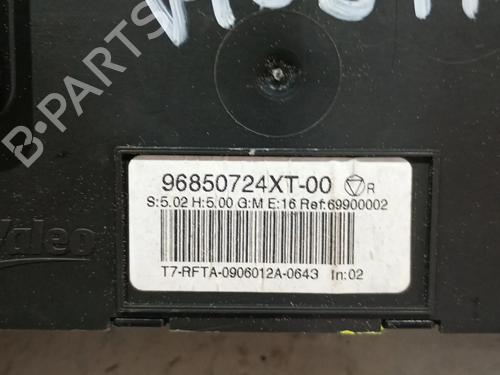 B-PARTS
96850724XT-00 R
S:5.02 H:5.00 G:M E:16 Ref:69900002
T7-RFTA-0906012A-0643 In:02
Valeo